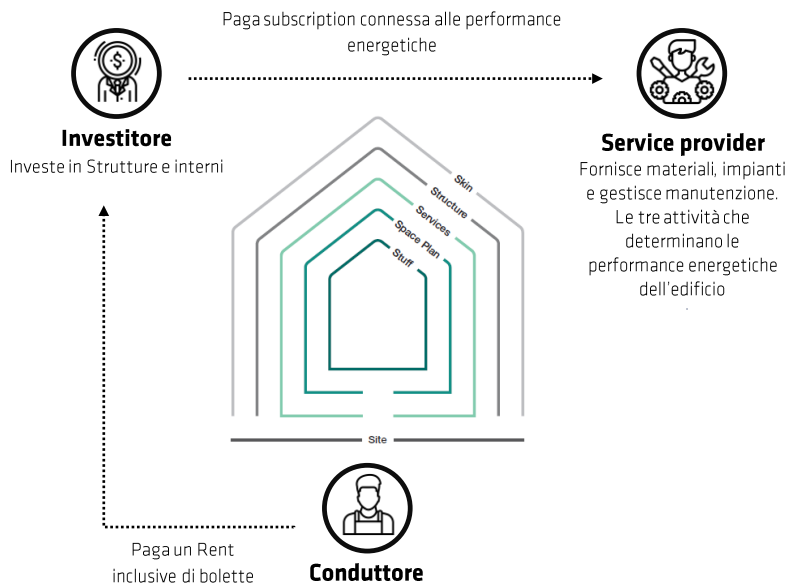 Paga subscription connessa alle performance
energetiche
Investitore
Investe in Strutture e interni
Service provider
Fornisce materiali, impianti
e gestisce manutenzione.
Le tre attività che
determinano le
performance energetiche
dell'edificio
.
Skin
Structure
Services
Space Plan
Stuff
Site
Paga un Rent
inclusive di bollette
Conduttore